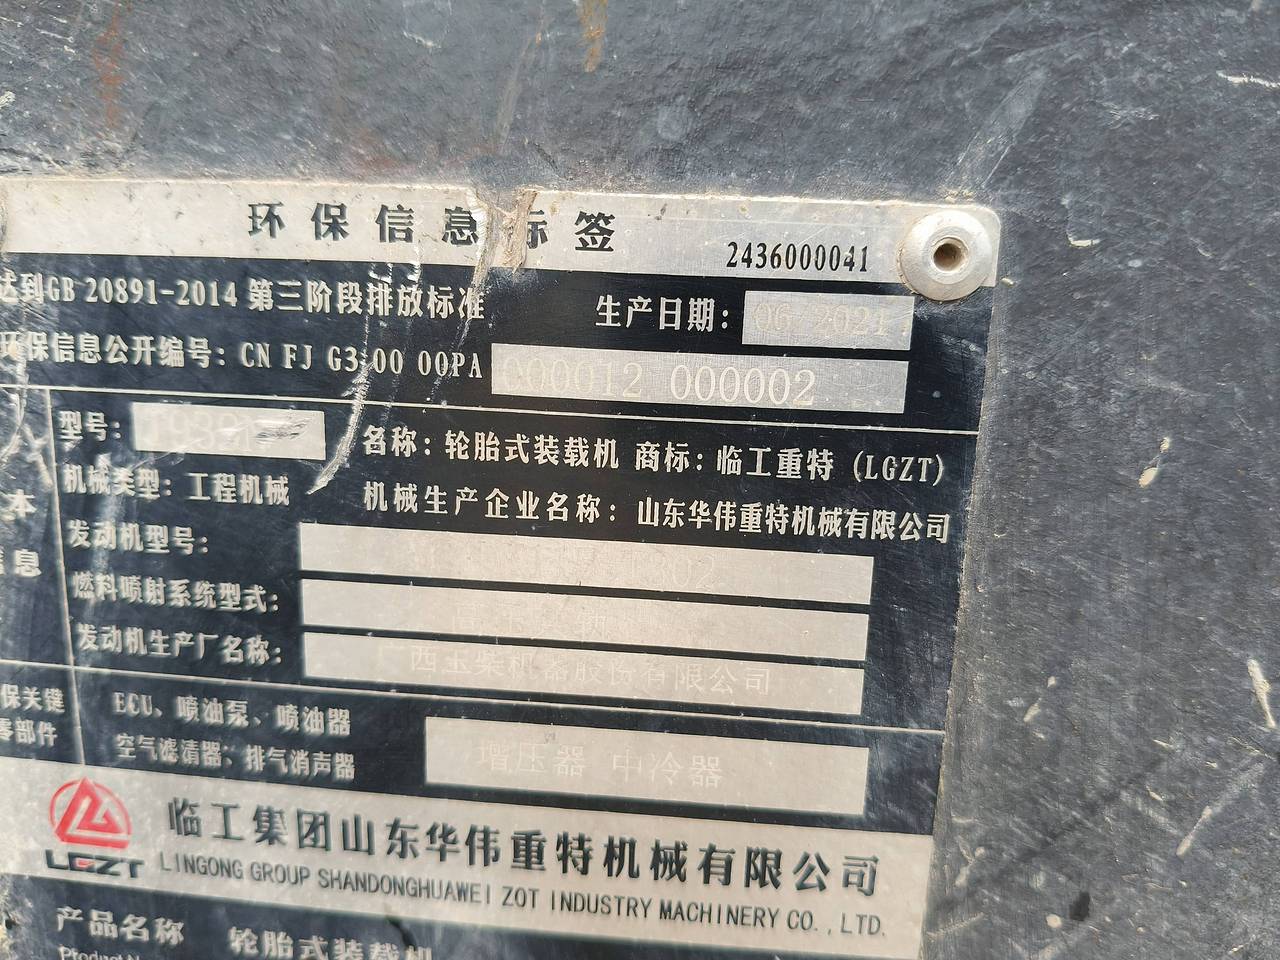 环保信息标签
2436000041
达到GB 20891-2014 第三阶段排放标准 生产日期: 06 2021
环保信息公开编号: CN FJ G3 00 00PA 000012 000002
型号: 名称: 轮胎式装载机 商标: 临工重特 (LGZT)
机械类型: 工程机械 机械生产企业名称: 山东华伟重特机械有限公司
本
信息
发动机型号:
燃料喷射系统型式:
发动机生产厂名称: 广西玉柴机器股份有限公司
保关键 ECU、喷油泵、喷油器
零部件 空气滤清器; 排气消声器 增压器 中冷器
LGZT 临工集团山东华伟重特机械有限公司
LINGONG GROUP SHANDONGHUAWEI ZOT INDUSTRY MACHINERY CO., LTD.
产品名称 轮胎式装载机